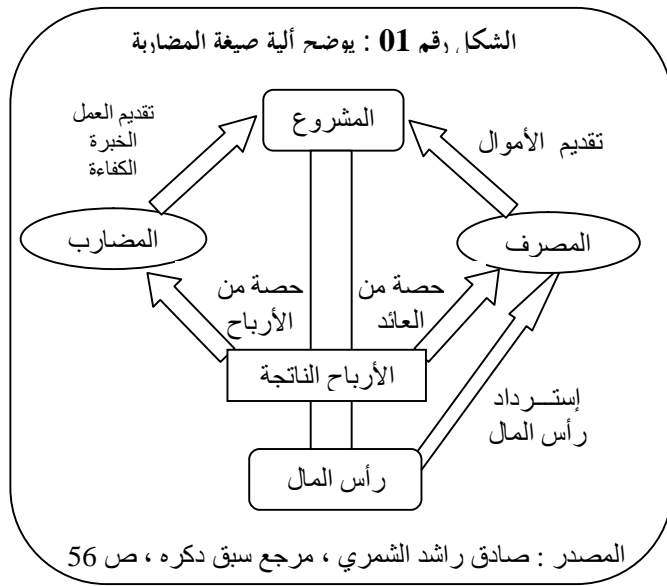 الشكل رقم 01 : يوضح ألية صيغة المضاربة
المشروع
تقديم العمل
الخبرة
الكفاءة
تقديم الأموال
المضارب
المصرف
حصة من
الأرباح
حصة من
العائد
الأرباح الناتجة
إستـــرداد
رأس المال
رأس المال
المصدر : صادق راشد الشمري ، مرجع سبق دكره ، ص 56